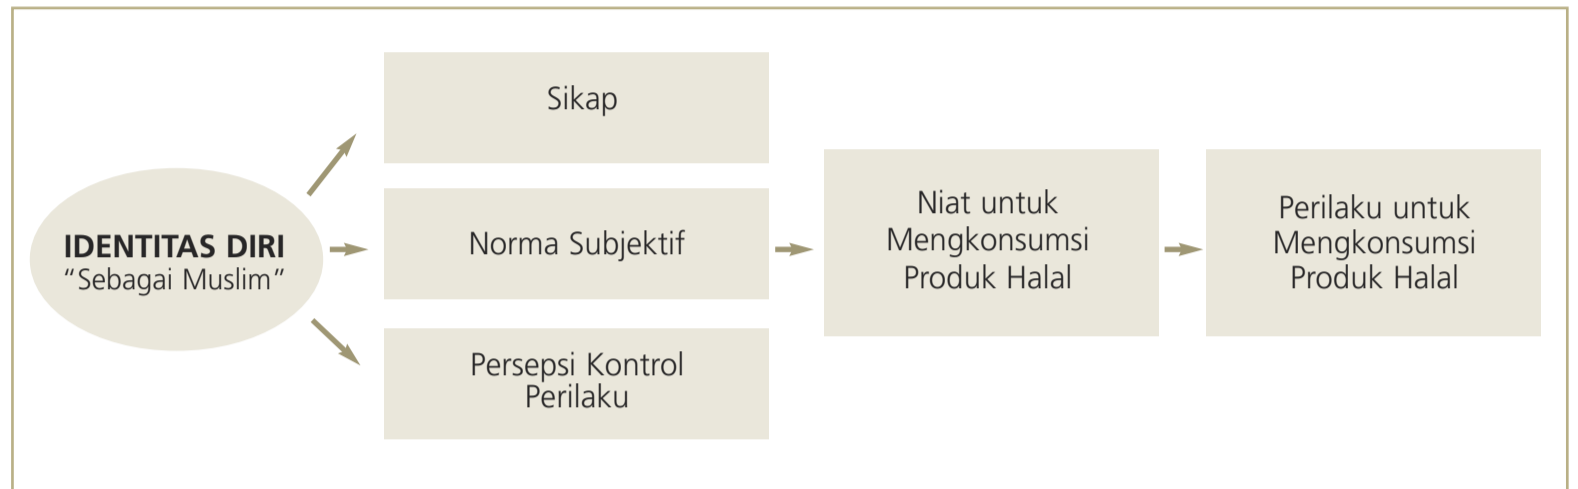 IDENTITAS DIRI
“Sebagai Muslim”
Sikap
Norma Subjektif
Persepsi Kontrol
Perilaku
Niat untuk
Mengkonsumsi
Produk Halal
Perilaku untuk
Mengkonsumsi
Produk Halal